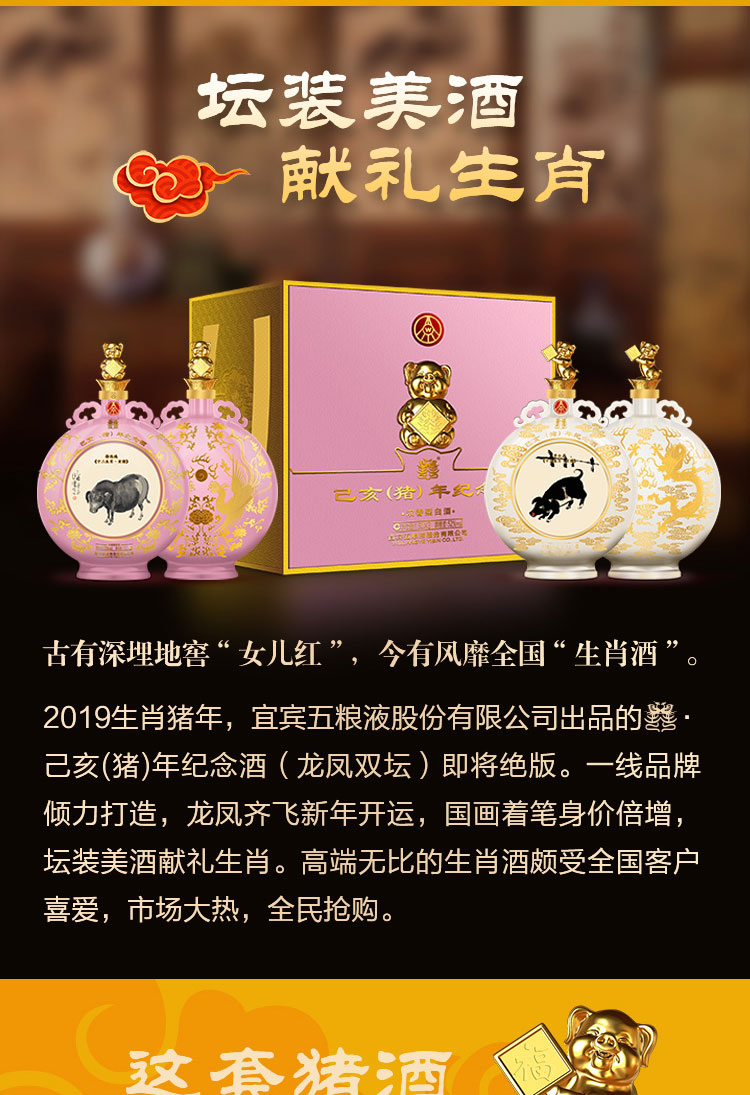 坛装美酒
献礼生肖
己亥(猪)年纪念
古有深埋地窖“女儿红”，今有风靡全国“生肖酒”。
2019生肖猪年，宜宾五粮液股份有限公司出品的·
己亥(猪)年纪念酒（龙凤双坛）即将绝版。一线品牌
倾力打造，龙凤齐飞新年开运，国画着笔身价倍增，
坛装美酒献礼生肖。高端无比的生肖酒颇受全国客户
喜爱，市场大热，全民抢购。
福
这套猪酒